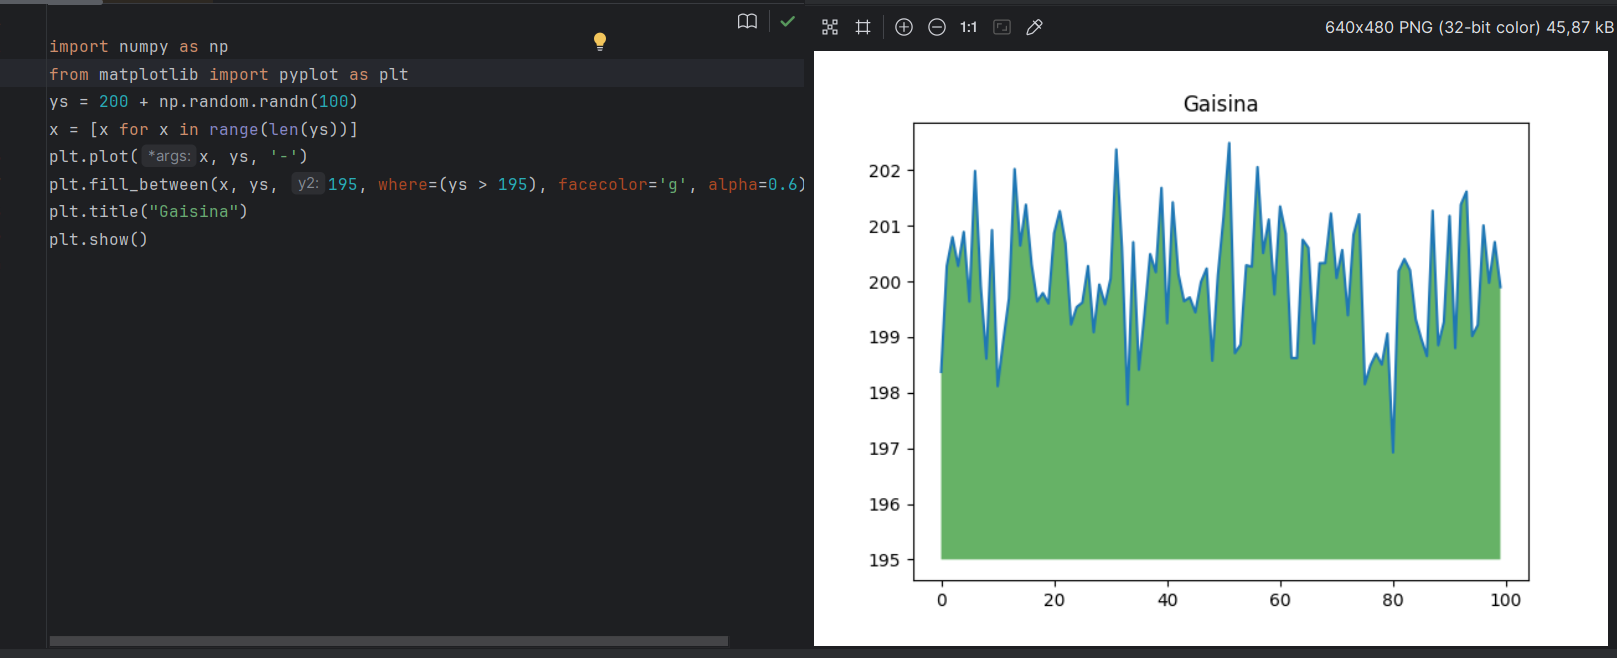 import numpy as np
from matplotlib import pyplot as plt
ys = 200 + np.random.randn(100)
x = [x for x in range(len(ys))]
plt.plot( *args: x, ys, '-')
plt.fill_between(x, ys, y2: 195, where=(ys > 195), facecolor='g', alpha=0.6)
plt.title("Gaisina")
plt.show()
1:1
640x480 PNG (32-bit color) 45,87 kB
Gaisina
202
201
200
199
198
197
196
195
0 20 40 60 80 100